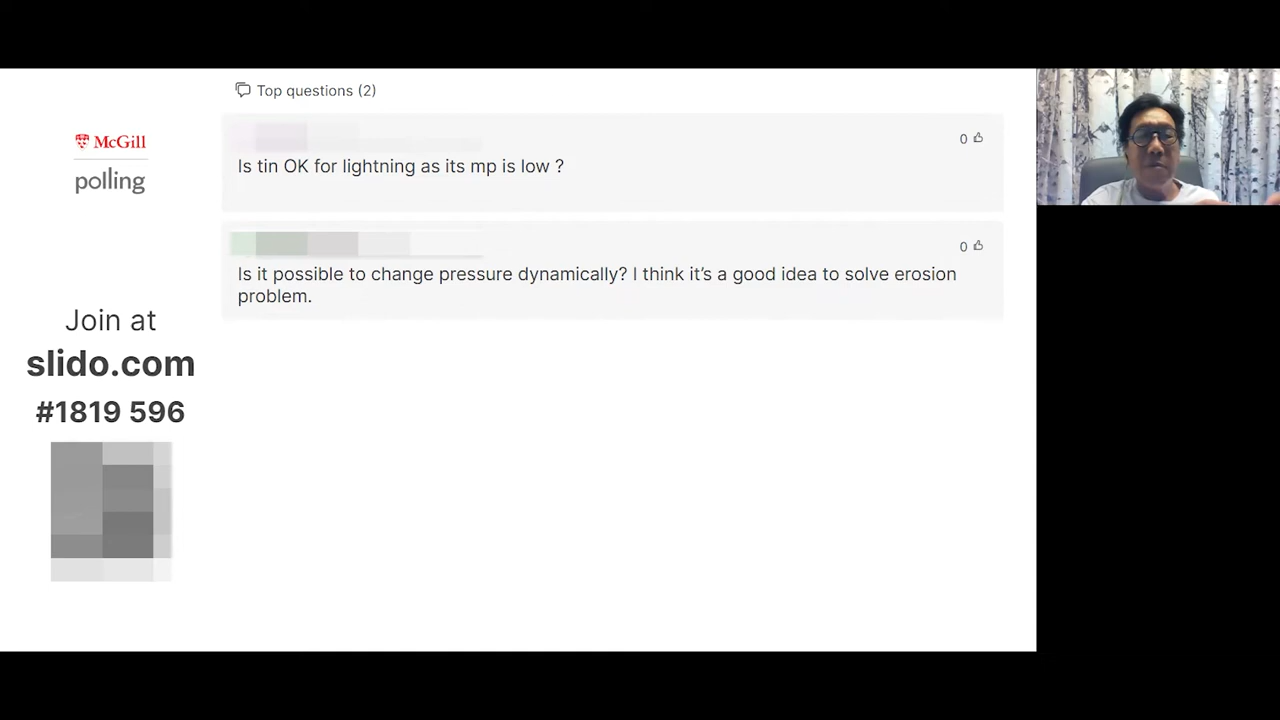 Top questions (2)
McGill
polling
0
Is tin OK for lightning as its mp is low ?
0
Is it possible to change pressure dynamically? I think it’s a good idea to solve erosion
problem.
Join at
slido.com
#1819 596